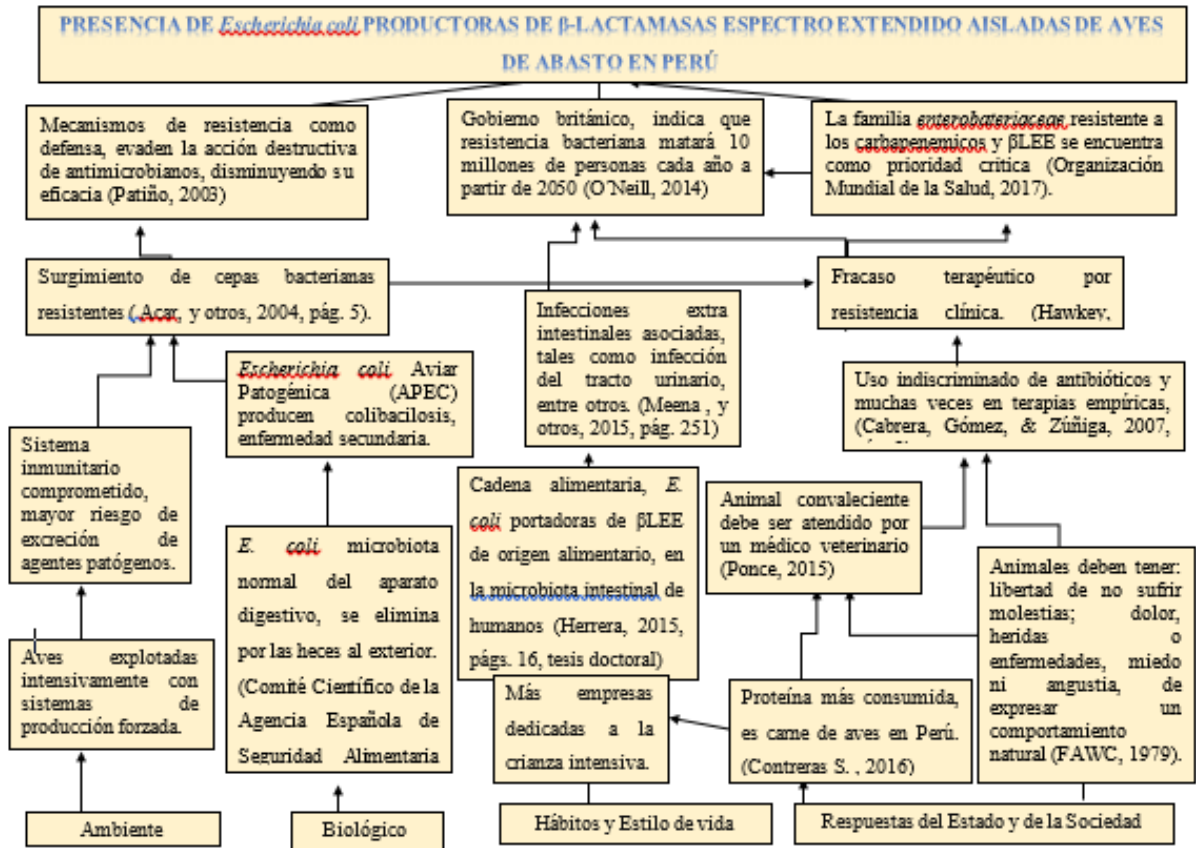 PRESENCIA DE Escherichia coli PRODUCTORAS DE β-LACTAMASAS ESPECTRO EXTENDIDO AISLADAS DE AVES
DE ABASTO EN PERÚ
Mecanismos de resistencia como
defensa, evaden la acción destructiva
de antimicrobianos, disminuyendo su
eficacia (Patiño, 2003)
Gobierno británico, indica que
resistencia bacteriana matará 10
millones de personas cada año a
partir de 2050 (O´Neill, 2014)
La familia enterobateriaceae resistente a
los carbapenemicos y βLEE se encuentra
como prioridad critica (Organización
Mundial de la Salud, 2017).
Surgimiento de cepas bacterianas
resistentes ( Acar, y otros, 2004, pág. 5).
Infecciones extra
intestinales asociadas,
tales como infección
del tracto urinario,
entre otros. (Meena , y
otros, 2015, pág. 251)
Fracaso terapéutico por
resistencia clínica. (Hawkey,
Escherichia coli Aviar
Patogénica (APEC)
producen colibacilosis,
enfermedad secundaria.
Uso indiscriminado de antibióticos y
muchas veces en terapias empíricas,
(Cabrera, Gómez, & Zúñiga, 2007,
Sistema
inmunitario
comprometido,
mayor riesgo de
excreción de
agentes patógenos.
Cadena alimentaria, E.
coli portadoras de βLEE
de origen alimentario, en
la microbiota intestinal de
humanos (Herrera, 2015,
págs. 16, tesis doctoral)
Animal convaleciente
debe ser atendido por
un médico veterinario
(Ponce, 2015)
E. coli microbiota
normal del aparato
digestivo, se elimina
por las heces al exterior.
(Comité Científico de la
Agencia Española de
Seguridad Alimentaria
Animales deben tener:
libertad de no sufrir
molestias; dolor,
heridas o
enfermedades, miedo
ni angustia, de
expresar un
comportamiento
natural (FAWC, 1979).
Aves explotadas
intensivamente con
sistemas de
producción forzada.
Más empresas
dedicadas a la
crianza intensiva.
Proteína más consumida,
es carne de aves en Perú.
(Contreras S. , 2016)
Ambiente
Biológico
Hábitos y Estilo de vida
Respuestas del Estado y de la Sociedad